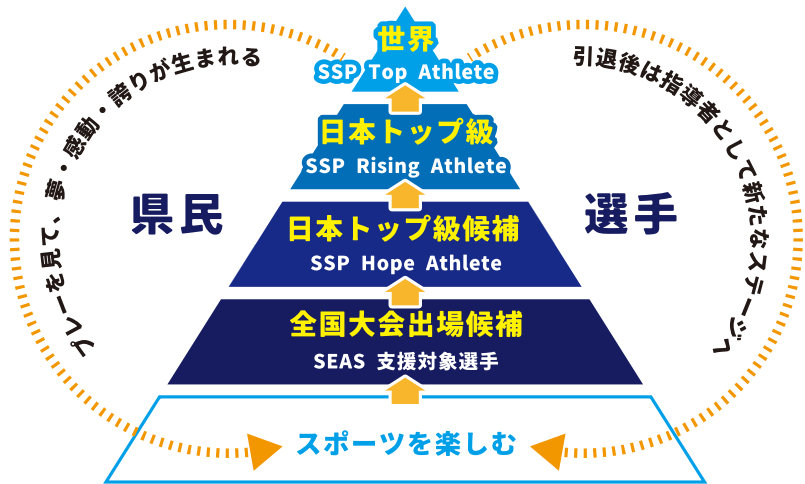 世界
SSP Top Athlete
日本トップ級
SSP Rising Athlete
日本トップ級候補
SSP Hope Athlete
全国大会出場候補
SEAS 支援対象選手
スポーツを楽しむ
県民
選手
プレーを見て、夢・感動・誇りが生まれる
引退後は指導者として新たなステージへ